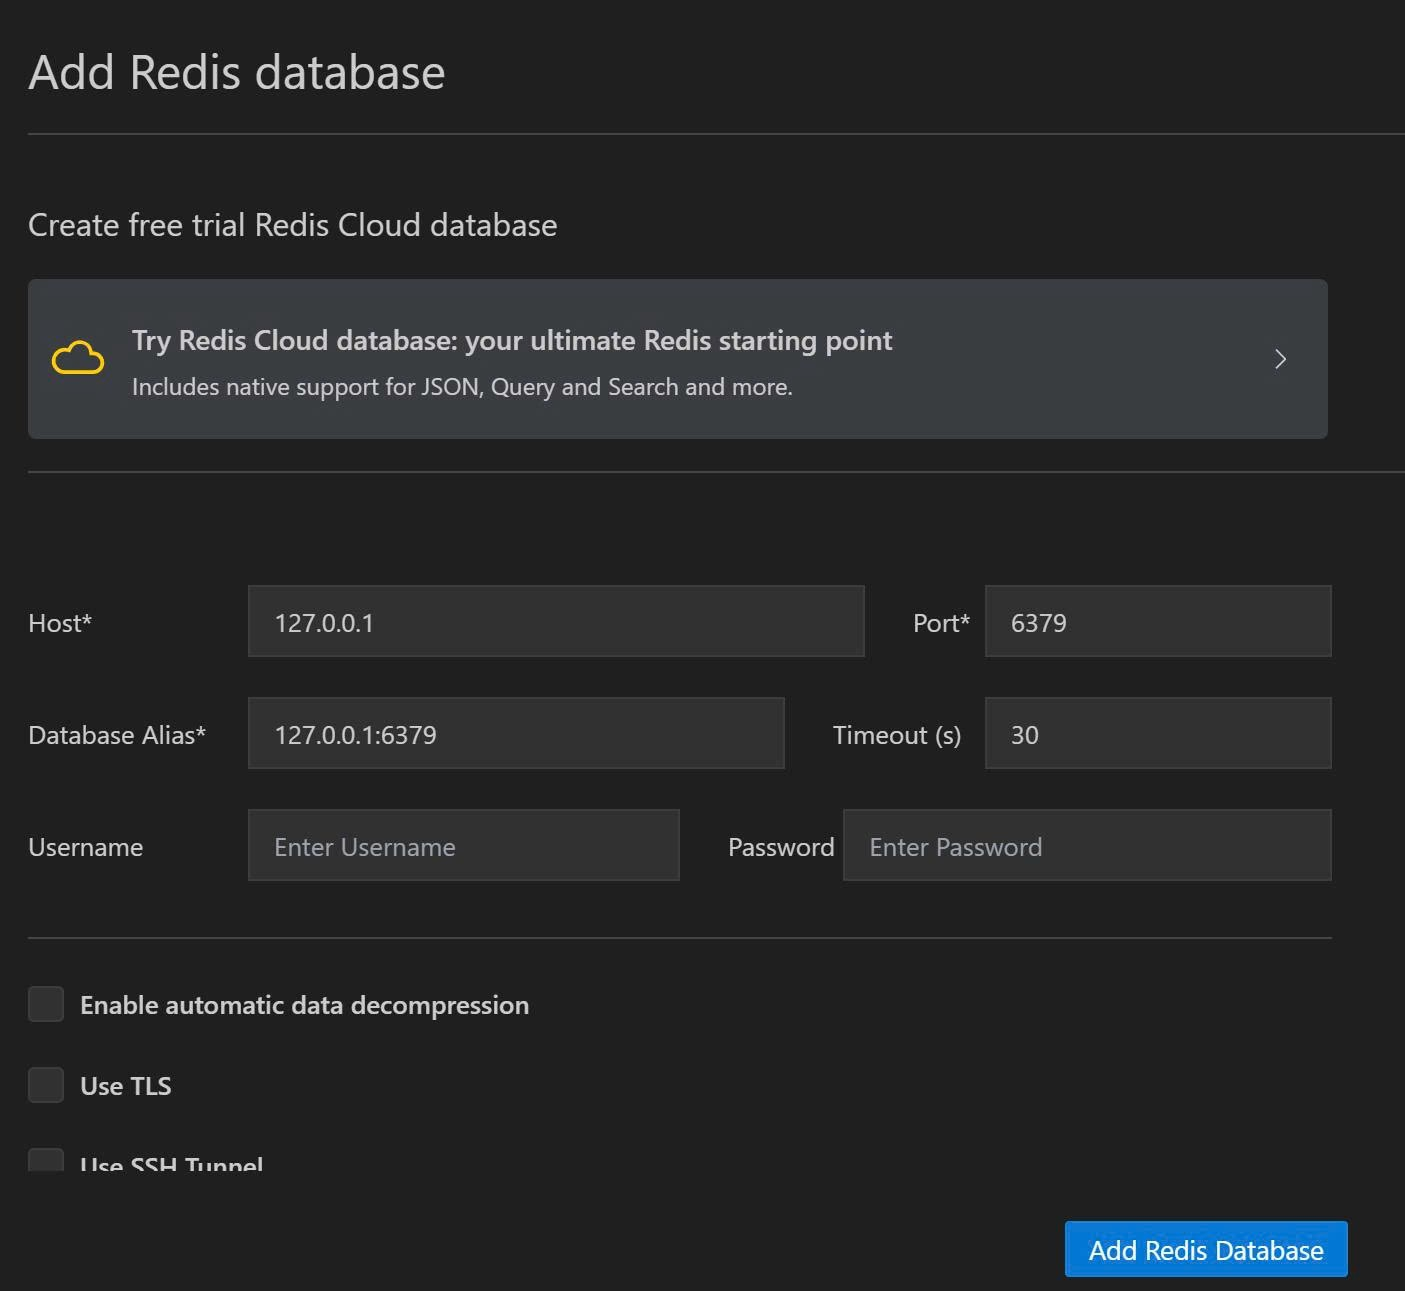 Add Redis database
Create free trial Redis Cloud database
Try Redis Cloud database: your ultimate Redis starting point
Includes native support for JSON, Query and Search and more.
Host* 127.0.0.1 Port* 6379
Database Alias* 127.0.0.1:6379 Timeout (s) 30
Username Enter Username Password Enter Password
Enable automatic data decompression
Use TLS
Use SSH Tunnel
Add Redis Database